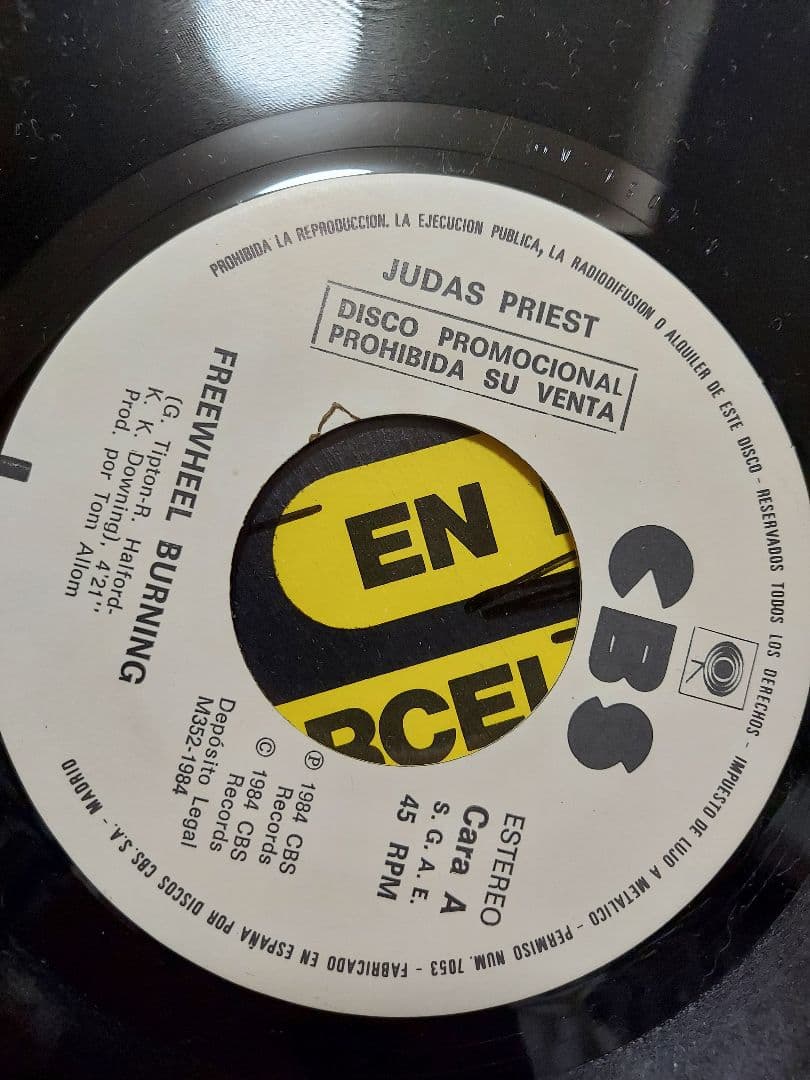 PROHIBIDA LA REPRODUCCION. LA EJECUCION PUBLICA, LA RADIODIFUSION O ALQUILER DE ESTE DISCO - RESERVADOS TODOS LOS DERECHOS - IMPUESTO DE LUJO A METALICO - PERMISO NUM. 7053 - FABRICADO EN ESPAÑA POR DISCOS CBS. S.A. - MADRID
JUDAS PRIEST
DISCO PROMOCIONAL
PROHIBIDA SU VENTA
CBS
FREEWHEEL BURNING
(G. Tipton-R. Halford-
K. K. Downing), 4'21''
Prod. por Tom Allom
ESTEREO
Cara A
S. G. A. E.
45 RPM
℗ 1984 CBS
Records
© 1984 CBS
Records
Depósito Legal
M352-1984
EN